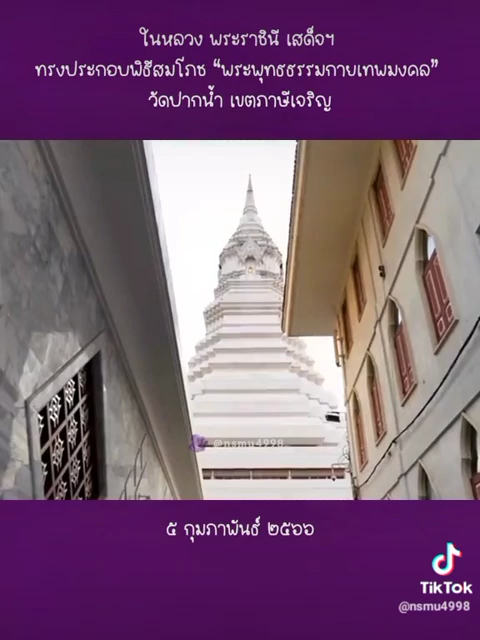 ในหลวง พระราชินี เสด็จฯ
ทรงประกอบพิธีสมโภช “พระพุทธธรรมกายเทพมงคล”
วัดปากน้ำ เขตภาษีเจริญ
@nsmu4998
๕ กุมภาพันธ์ ๒๕๖๖
TikTok
@nsmu4998